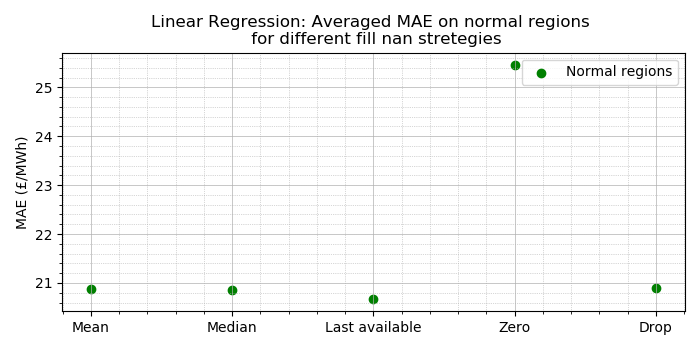 Linear Regression: Averaged MAE on normal regions
for different fill nan stretegies
MAE (£/MWh)
25
24
23
22
21
Normal regions
Mean
Median
Last available
Zero
Drop